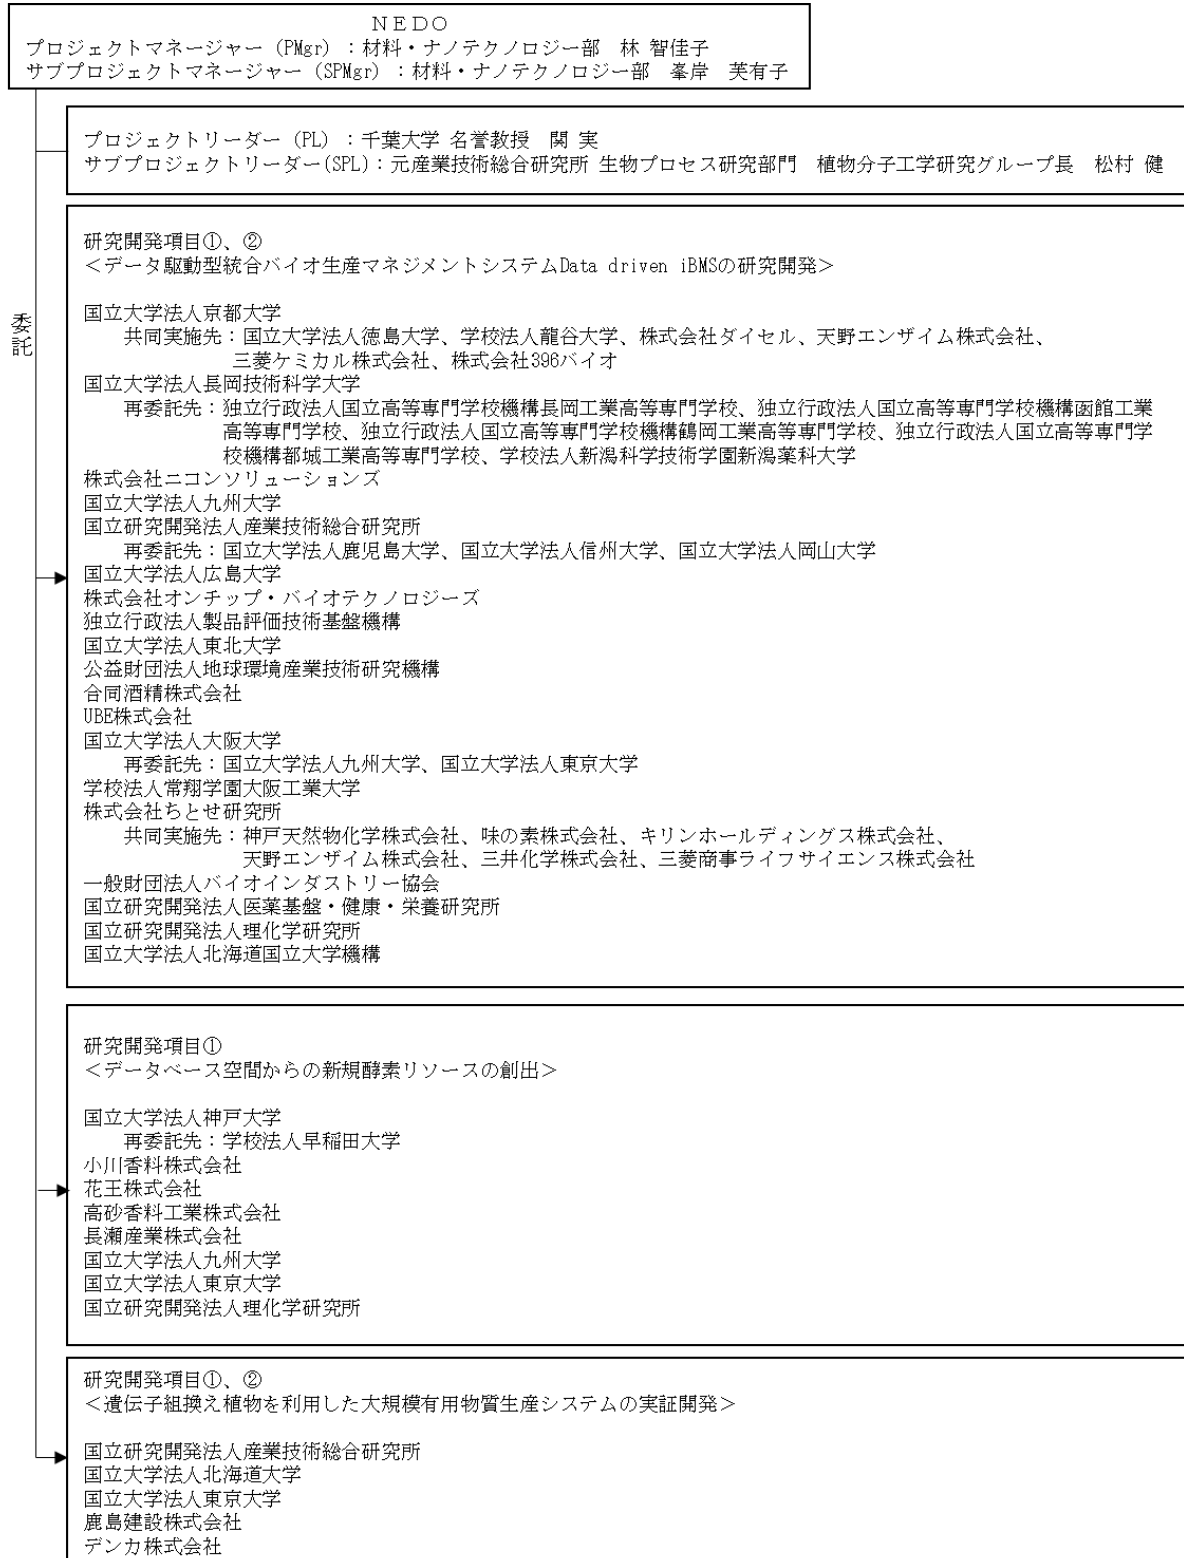 ＮＥＤＯ
プロジェクトマネージャー（PMgr）：材料・ナノテクノロジー部　林 智佳子
サブプロジェクトマネージャー（SPMgr）：材料・ナノテクノロジー部　峯岸　芙有子
プロジェクトリーダー（PL）：千葉大学 名誉教授　関 実
サブプロジェクトリーダー(SPL)：元産業技術総合研究所 生物プロセス研究部門　植物分子工学研究グループ長　松村 健
委託
研究開発項目①、②
＜データ駆動型統合バイオ生産マネジメントシステムData driven iBMSの研究開発＞
国立大学法人京都大学
共同実施先：国立大学法人徳島大学、学校法人龍谷大学、株式会社ダイセル、天野エンザイム株式会社、
三菱ケミカル株式会社、株式会社396バイオ
国立大学法人長岡技術科学大学
再委託先：独立行政法人国立高等専門学校機構長岡工業高等専門学校、独立行政法人国立高等専門学校機構函館工業
高等専門学校、独立行政法人国立高等専門学校機構鶴岡工業高等専門学校、独立行政法人国立高等専門学
校機構都城工業高等専門学校、学校法人新潟科学技術学園新潟薬科大学
株式会社ニコンソリューションズ
国立大学法人九州大学
国立研究開発法人産業技術総合研究所
再委託先：国立大学法人鹿児島大学、国立大学法人信州大学、国立大学法人岡山大学
国立大学法人広島大学
株式会社オンチップ・バイオテクノロジーズ
独立行政法人製品評価技術基盤機構
国立大学法人東北大学
公益財団法人地球環境産業技術研究機構
合同酒精株式会社
UBE株式会社
国立大学法人大阪大学
再委託先：国立大学法人九州大学、国立大学法人東京大学
学校法人常翔学園大阪工業大学
株式会社ちとせ研究所
共同実施先：神戸天然物化学株式会社、味の素株式会社、キリンホールディングス株式会社、
天野エンザイム株式会社、三井化学株式会社、三菱商事ライフサイエンス株式会社
一般財団法人バイオインダストリー協会
国立研究開発法人医薬基盤・健康・栄養研究所
国立研究開発法人理化学研究所
国立大学法人北海道国立大学機構
研究開発項目①
＜データベース空間からの新規酵素リソースの創出＞
国立大学法人神戸大学
再委託先：学校法人早稲田大学
小川香料株式会社
花王株式会社
高砂香料工業株式会社
長瀬産業株式会社
国立大学法人九州大学
国立大学法人東京大学
国立研究開発法人理化学研究所
研究開発項目①、②
＜遺伝子組換え植物を利用した大規模有用物質生産システムの実証開発＞
国立研究開発法人産業技術総合研究所
国立大学法人北海道大学
国立大学法人東京大学
鹿島建設株式会社
デンカ株式会社